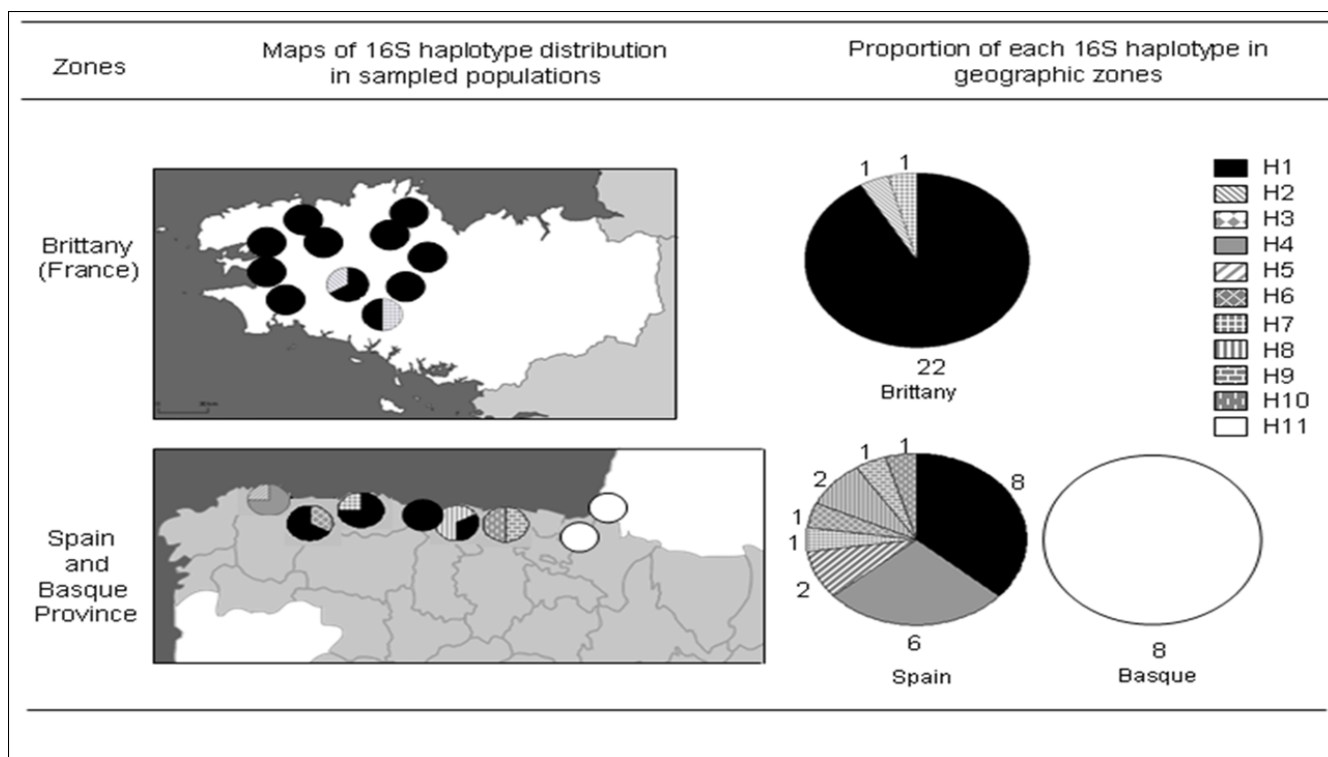 Zones
Maps of 16S haplotype distribution
in sampled populations
Proportion of each 16S haplotype in
geographic zones
Brittany
(France)
1
1
22
Brittany
H1
H2
H3
H4
H5
H6
H7
H8
H9
H10
H11
Spain
and
Basque
Province
1
1
2
1
1
2
8
6
Spain
8
Basque